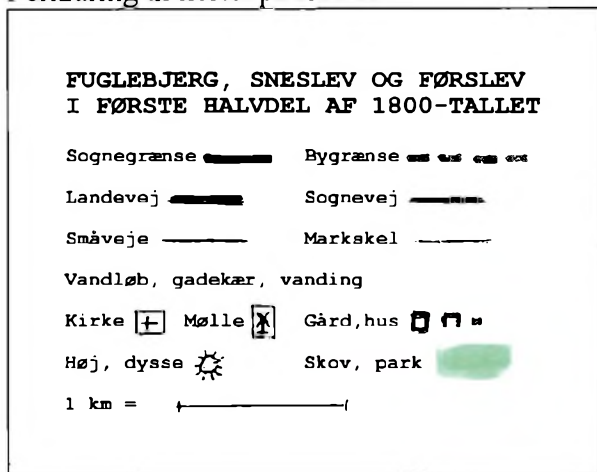 FUGLEBJERG, SNESLEV OG FØRSLEV
I FØRSTE HALVDEL AF 1800-TALLET
Sognegrænse Bygrænse
Landevej Sognevej
Småveje Markskel
Vandløb, gadekær, vanding
Kirke Mølle Gård, hus
Høj, dysse Skov, park
1 km =